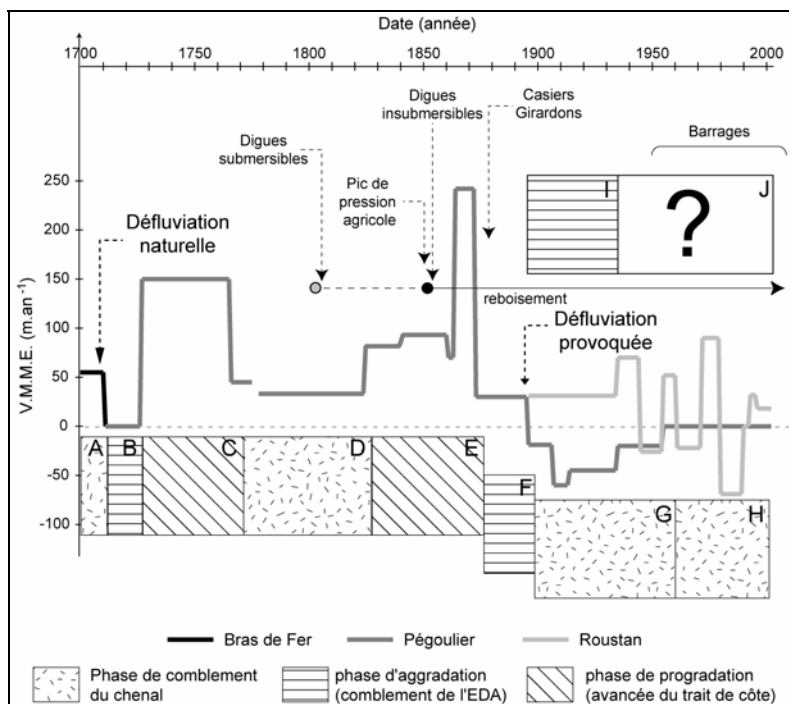 Date (année)
1700 1750 1800 1850 1900 1950 2000
Digues
submersibles
Digues
insubmersibles
Casiers
Girardons
Pic de
pression
agricole
Barrages
I J
?
reboisement
Défluviation
naturelle
Défluviation
provoquée
V.M.M.E. (m.an⁻¹)
250
200
150
100
50
0
-50
-100
A B C D E F G H
Bras de Fer Pégoulier Roustan
Phase de comblement
du chenal
phase d'aggradation
(comblement de l'EDA)
phase de progradation
(avancée du trait de côte)